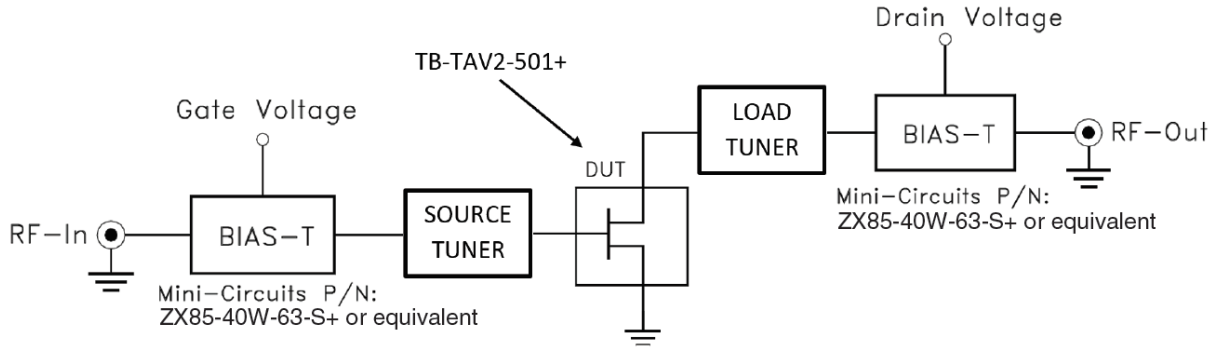 Drain Voltage
TB-TAV2-501+
Gate Voltage
LOAD
TUNER
BIAS-T
RF-Out
DUT
Mini-Circuits P/N:
ZX85-40W-63-S+ or equivalent
RF-In
BIAS-T
SOURCE
TUNER
Mini-Circuits P/N:
ZX85-40W-63-S+ or equivalent